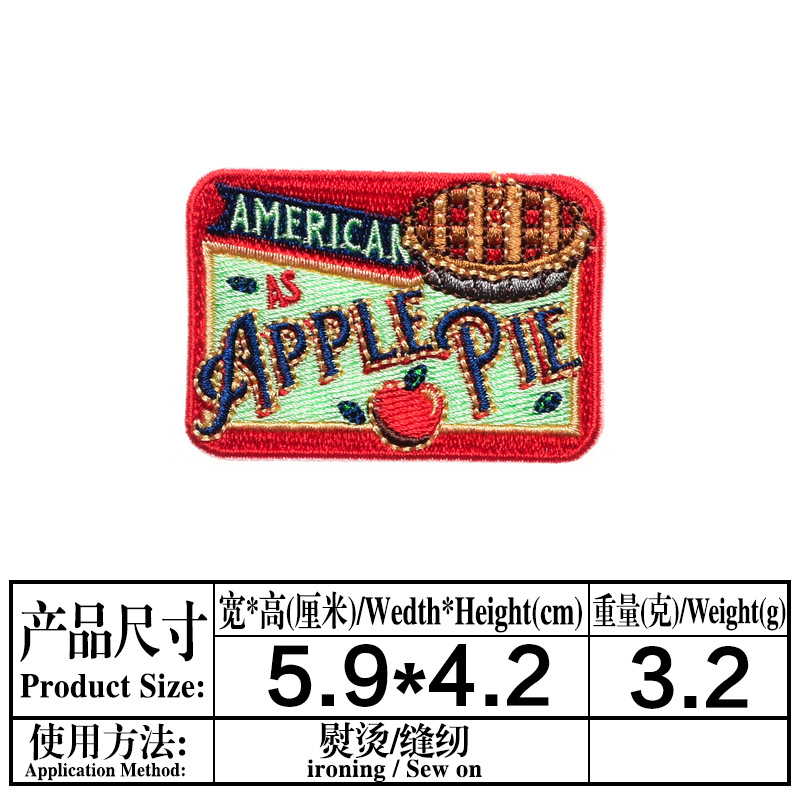 AMERICAN
AS
APPLE PIE
产品尺寸
Product Size:
宽*高(厘米)/Wedth*Height(cm)
重量(克)/Weight(g)
5.9*4.2
3.2
使用方法:
Application Method:
熨烫/缝纫
ironing / Sew on